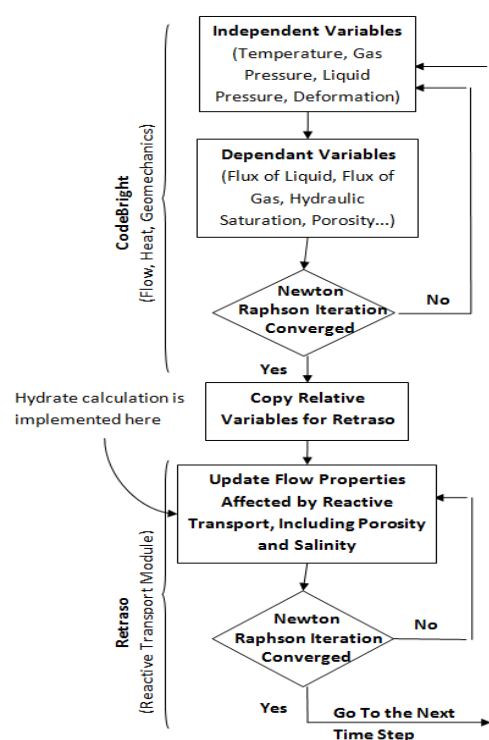 Independent Variables
(Temperature, Gas
Pressure, Liquid
Pressure, Deformation)
Dependant Variables
(Flux of Liquid, Flux of
Gas, Hydraulic
Saturation, Porosity...)
CodeBright
(Flow, Heat, Geomechanics)
Newton
Raphson Iteration
Converged
No
Yes
Copy Relative
Variables for Retraso
Hydrate calculation is
implemented here
Update Flow Properties
Affected by Reactive
Transport, Including Porosity
and Salinity
Retraso
(Reactive Transport Module)
Newton
Raphson Iteration
Converged
No
Yes
Go To the Next
Time Step